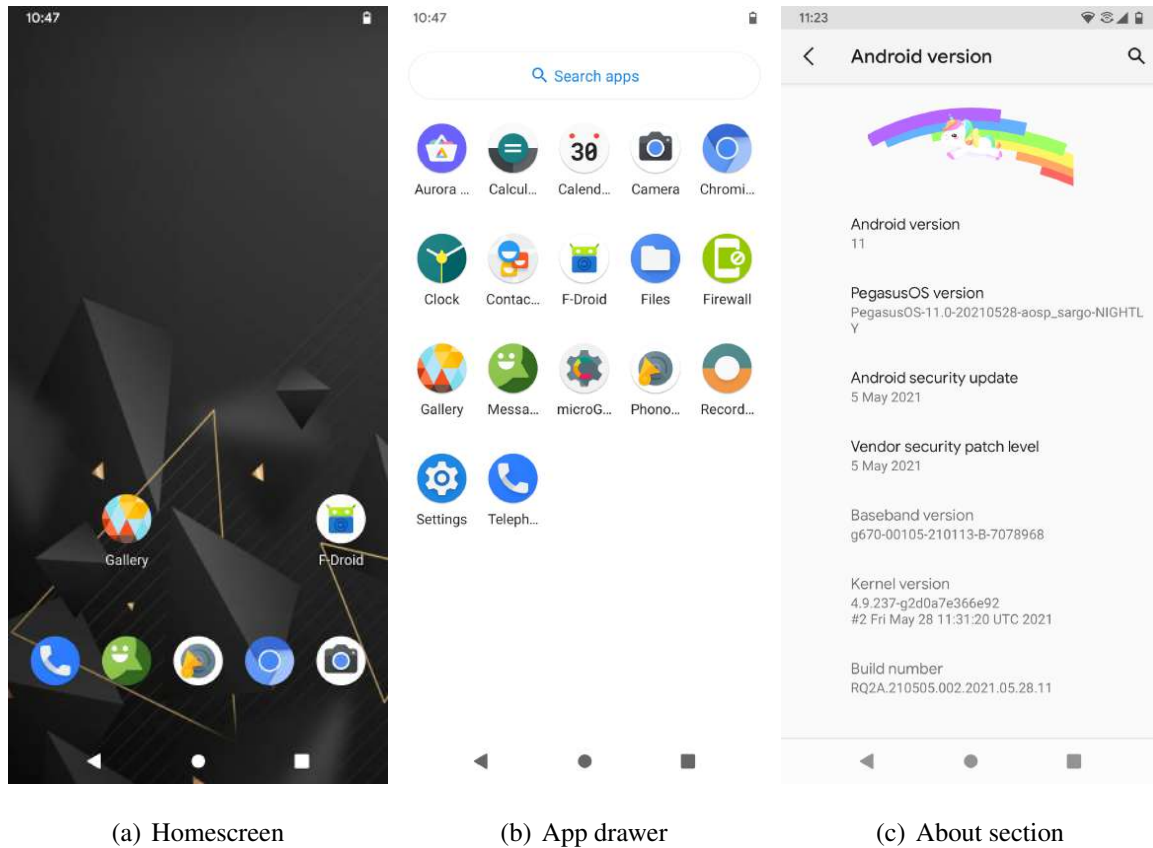 10:47
Gallery
F-Droid
(a) Homescreen
10:47
Search apps
30
Aurora ... Calcul... Calend... Camera Chromi...
Clock Contac... F-Droid Files Firewall
Gallery Messa... microG... Phono... Record...
Settings Teleph...
(b) App drawer
11:23
Android version
Android version
11
PegasusOS version
PegasusOS-11.0-20210528-aosp_sargo-NIGHTL
Y
Android security update
5 May 2021
Vendor security patch level
5 May 2021
Baseband version
g670-00105-210113-B-7078968
Kernel version
4.9.237-g2d0a7e366e92
#2 Fri May 28 11:31:20 UTC 2021
Build number
RQ2A.210505.002.2021.05.28.11
(c) About section